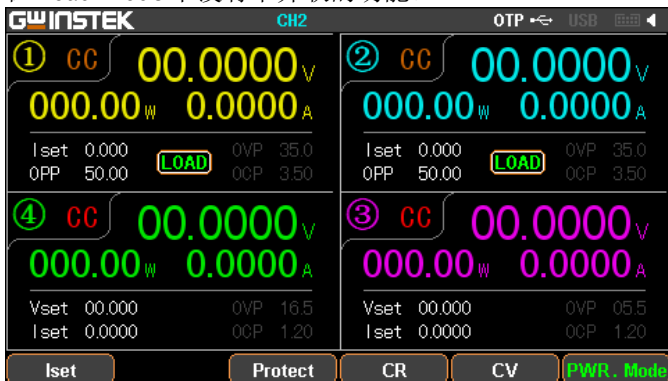 GWINSTEK CH2 OTP USB
① CC 00.0000 V
000.00 W 0.0000 A
Iset 0.000 OVP 35.0
OPP 50.00 OCP 3.50
LOAD
② CC 00.0000 V
000.00 W 0.0000 A
Iset 0.000 OVP 35.0
OPP 50.00 OCP 3.50
LOAD
④ CC 00.0000 V
000.00 W 0.0000 A
Vset 00.000 OVP 16.5
Iset 0.0000 OCP 1.20
③ CC 00.0000 V
000.00 W 0.0000 A
Vset 00.000 OVP 05.5
Iset 0.0000 OCP 1.20
Iset Protect CR CV PWR. Mode